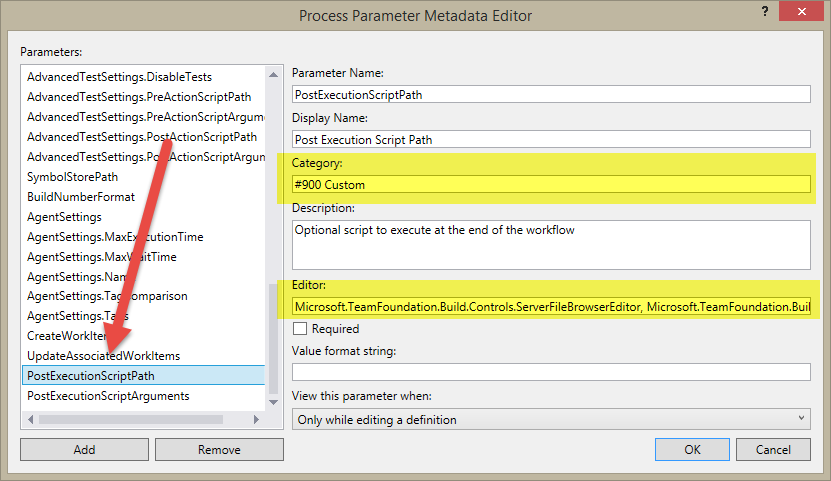 Process Parameter Metadata Editor
?
Parameters:
AdvancedTestSettings.DisableTests
AdvancedTestSettings.PreActionScriptPath
AdvancedTestSettings.PreActionScriptArgume
AdvancedTestSettings.PostActionScriptPath
AdvancedTestSettings.PostActionScriptArgum
SymbolStorePath
BuildNumberFormat
AgentSettings
AgentSettings.MaxExecutionTime
AgentSettings.MaxWaitTime
AgentSettings.Name
AgentSettings.TagComparison
AgentSettings.Tags
CreateWorkItem
UpdateAssociatedWorkItems
PostExecutionScriptPath
PostExecutionScriptArguments
Add
Remove
Parameter Name:
PostExecutionScriptPath
Display Name:
Post Execution Script Path
Category:
#900 Custom
Description:
Optional script to execute at the end of the workflow
Editor:
Microsoft.TeamFoundation.Build.Controls.ServerFileBrowserEditor, Microsoft.TeamFoundation.Buil
Required
Value format string:
View this parameter when:
Only while editing a definition
OK
Cancel